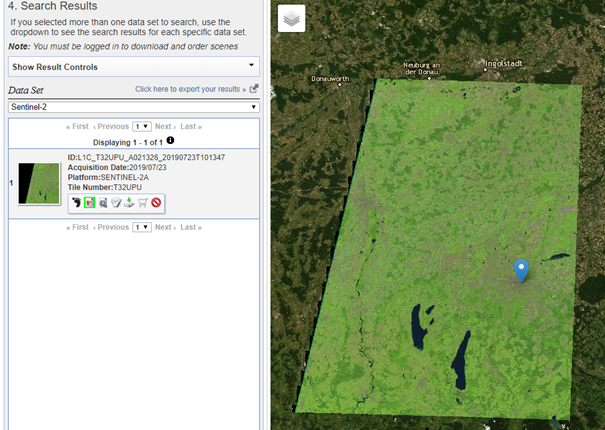 4. Search Results
If you selected more than one data set to search, use the
dropdown to see the search results for each specific data set.
Note: You must be logged in to download and order scenes
Show Result Controls
Data Set
Click here to export your results »
Sentinel-2
« First ‹ Previous 1 Next › Last »
Displaying 1 - 1 of 1
1
ID:L1C_T32UPU_A021326_20190723T101347
Acquisition Date:2019/07/23
Platform:SENTINEL-2A
Tile Number:T32UPU
« First ‹ Previous 1 Next › Last »
Donauworth
Neuburg an
der Donau
Ingolstadt